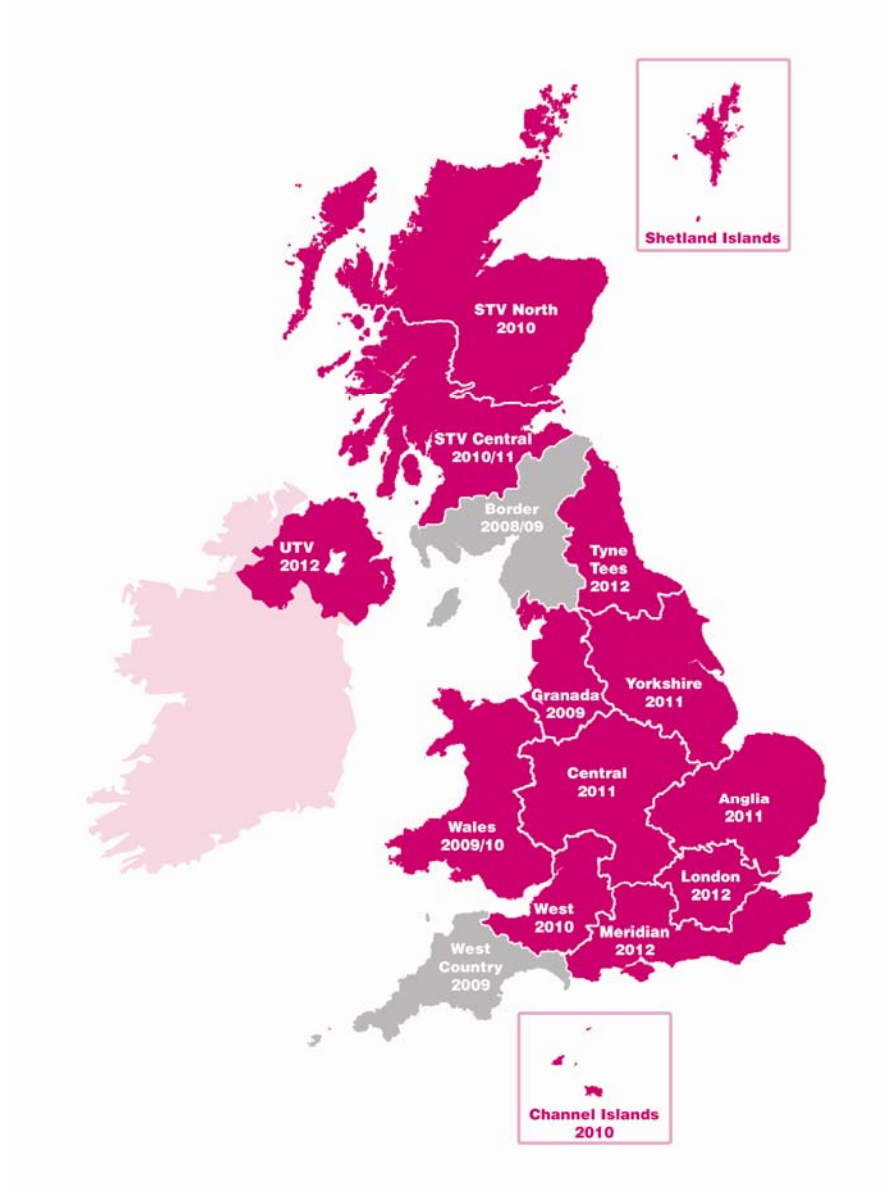 Shetland Islands
STV North
2010
STV Central
2010/11
Border
2008/09
UTV
2012
Tyne
Tees
2012
Granada
2009
Yorkshire
2011
Central
2011
Anglia
2011
Wales
2009/10
London
2012
West
2010
Meridian
2012
West
Country
2009
Channel Islands
2010